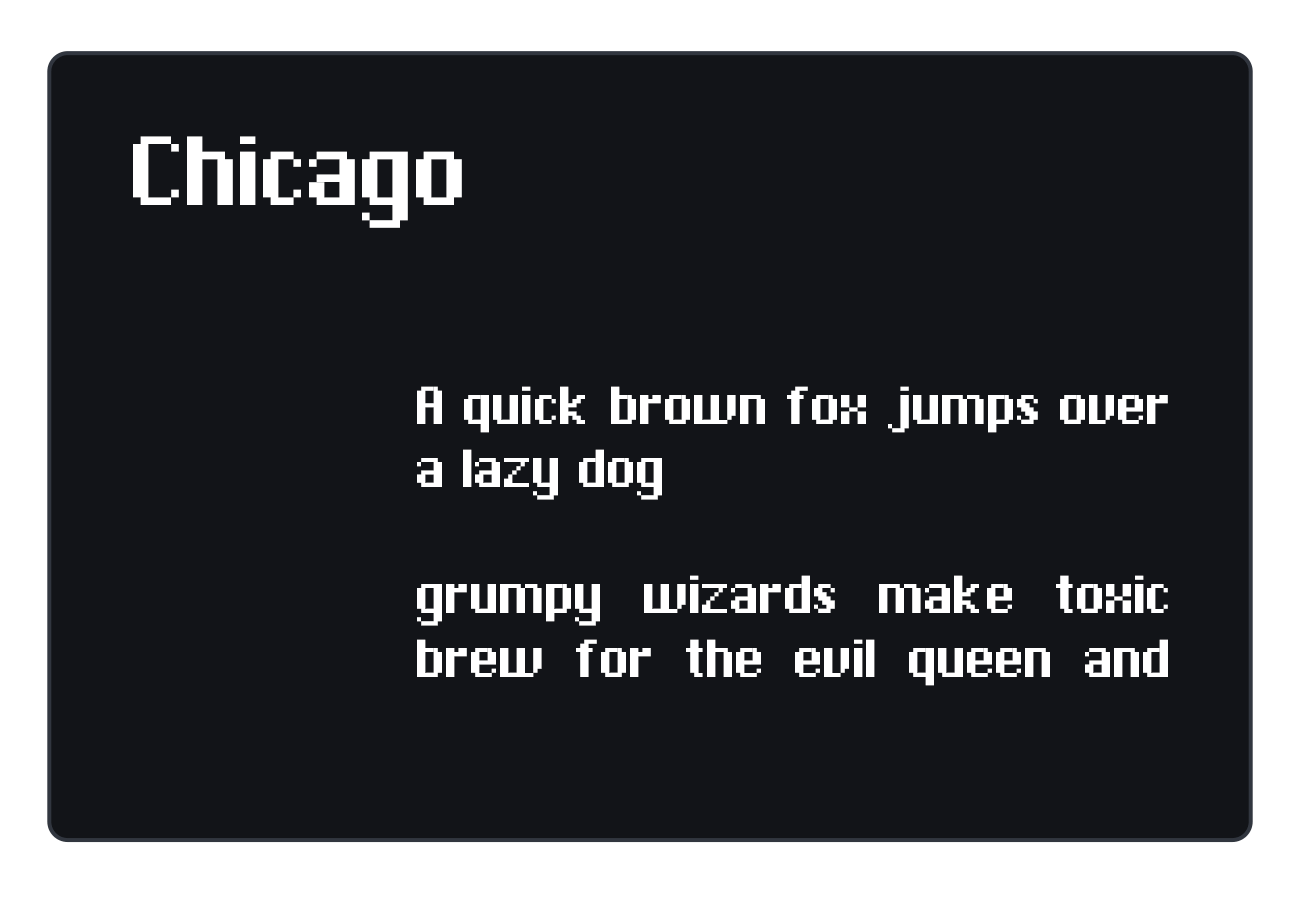 Chicago
A quick brown fox jumps over
a lazy dog
grumpy wizards make toxic
brew for the evil queen and